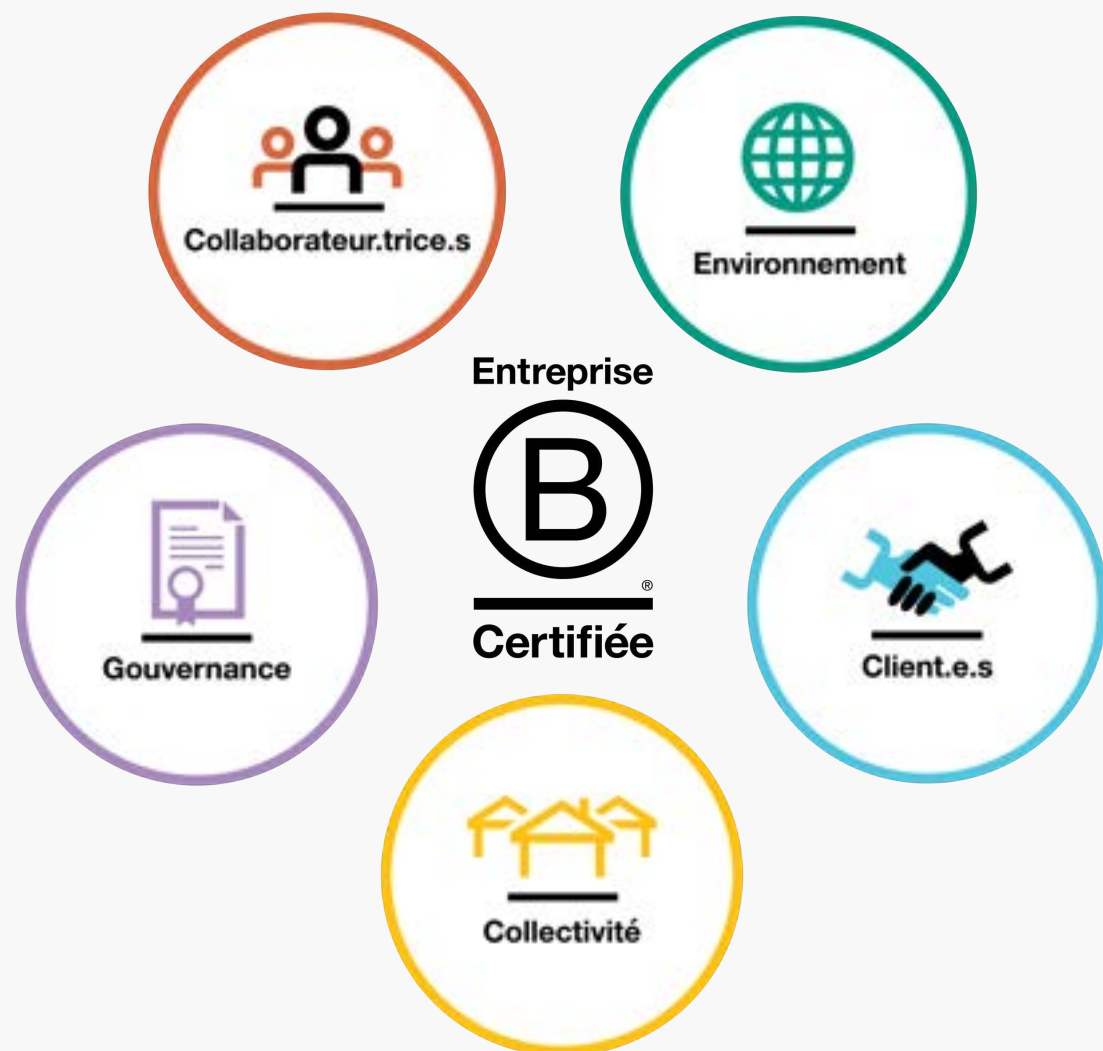 Collaborateur.trice.s
Environnement
Entreprise
B
®
Certifiée
Gouvernance
Client.e.s
Collectivité